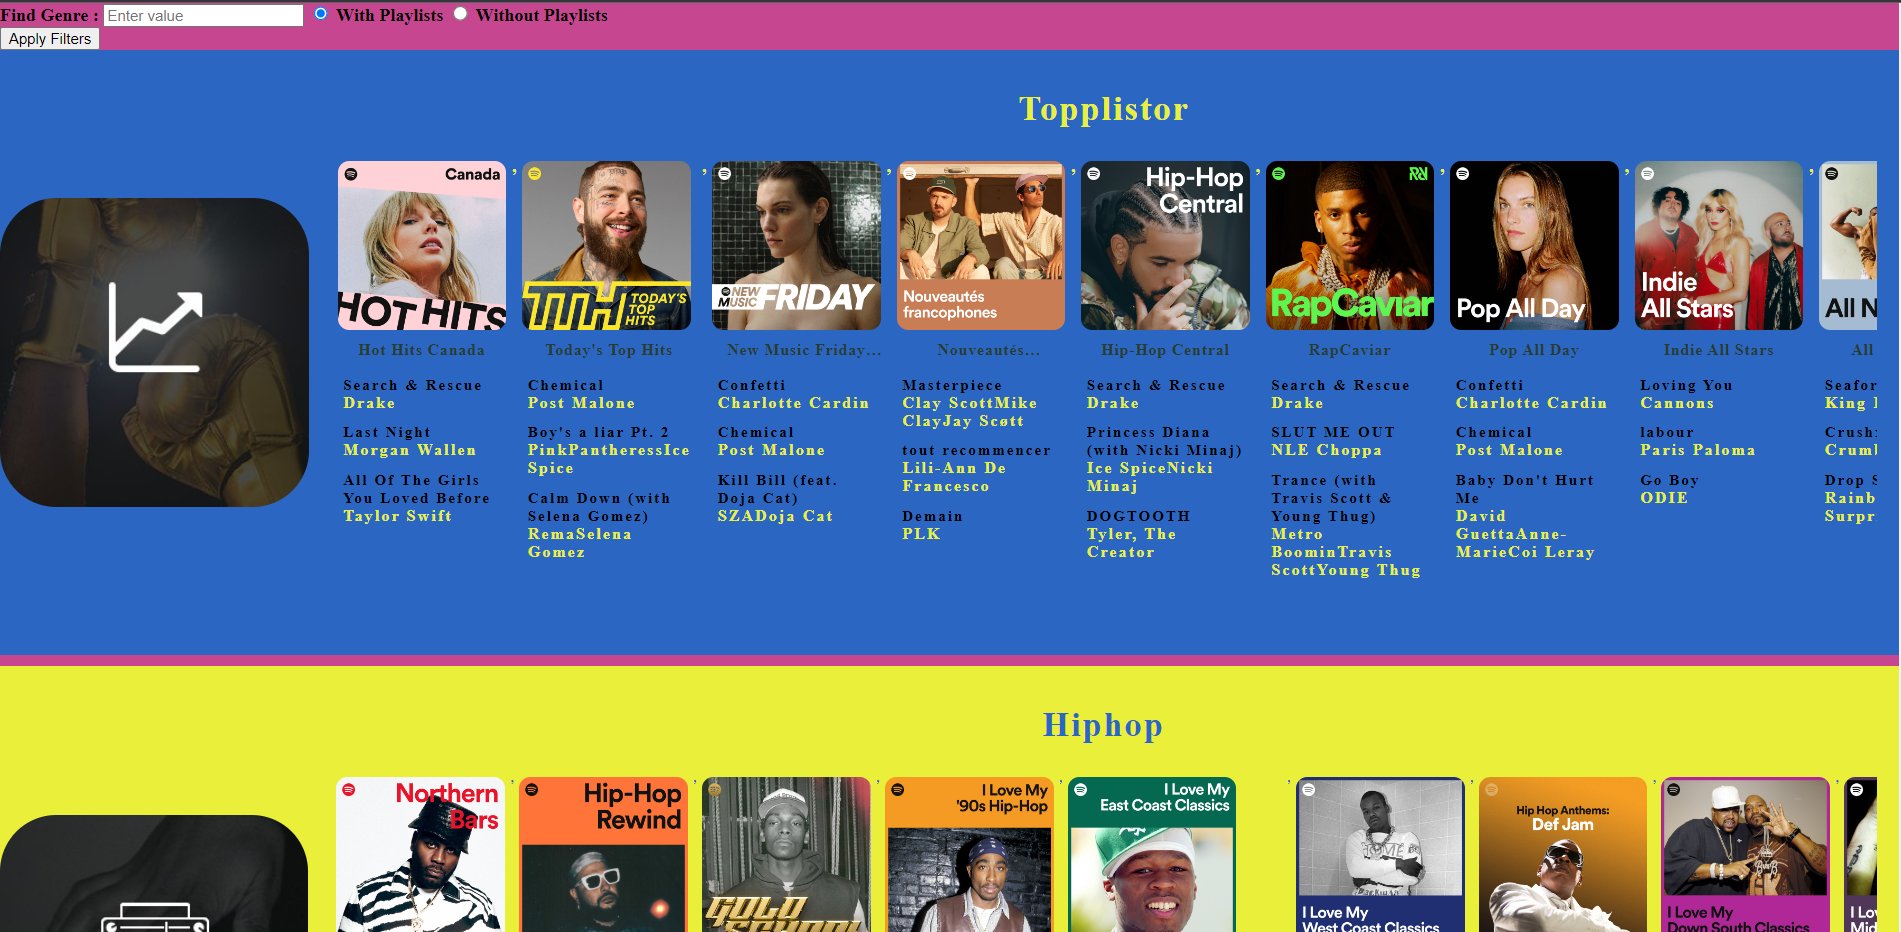 Find Genre : Enter value With Playlists Without Playlists
Apply Filters
Topplistor
Canada
HOT HITS
TTH TODAY'S
TOP
HITS
NEW
MUSIC FRIDAY
Nouveautés
francophones
Hip-Hop
Central
RapCaviar
Pop All Day
Indie
All Stars
All N
Hot Hits Canada
Search & Rescue
Drake
Last Night
Morgan Wallen
All Of The Girls
You Loved Before
Taylor Swift
Today's Top Hits
Chemical
Post Malone
Boy's a liar Pt. 2
PinkPantheressIce
Spice
Calm Down (with
Selena Gomez)
RemaSelena
Gomez
New Music Friday...
Confetti
Charlotte Cardin
Chemical
Post Malone
Kill Bill (feat.
Doja Cat)
SZADoja Cat
Nouveautés...
Masterpiece
Clay ScottMike
ClayJay Scøtt
tout recommencer
Lili-Ann De
Francesco
Demain
PLK
Hip-Hop Central
Search & Rescue
Drake
Princess Diana
(with Nicki Minaj)
Ice SpiceNicki
Minaj
DOGTOOTH
Tyler, The
Creator
RapCaviar
Search & Rescue
Drake
SLUT ME OUT
NLE Choppa
Trance (with
Travis Scott &
Young Thug)
Metro
BoominTravis
ScottYoung Thug
Pop All Day
Confetti
Charlotte Cardin
Chemical
Post Malone
Baby Don't Hurt
Me
David
GuettaAnne-
MarieCoi Leray
Indie All Stars
Loving You
Cannons
labour
Paris Paloma
Go Boy
ODIE
All
Seafor
King
Crush
Crumb
Drop S
Rainb
Surpr
Hiphop
Northern
Bars
Hip-Hop
Rewind
GOLD
SCHOOL
I Love My
'90s Hip-Hop
I Love My
East Coast Classics
I Love My
West Coast Classics
Hip Hop Anthems:
Def Jam
I Love My
Down South Classics
I Lo
Mid